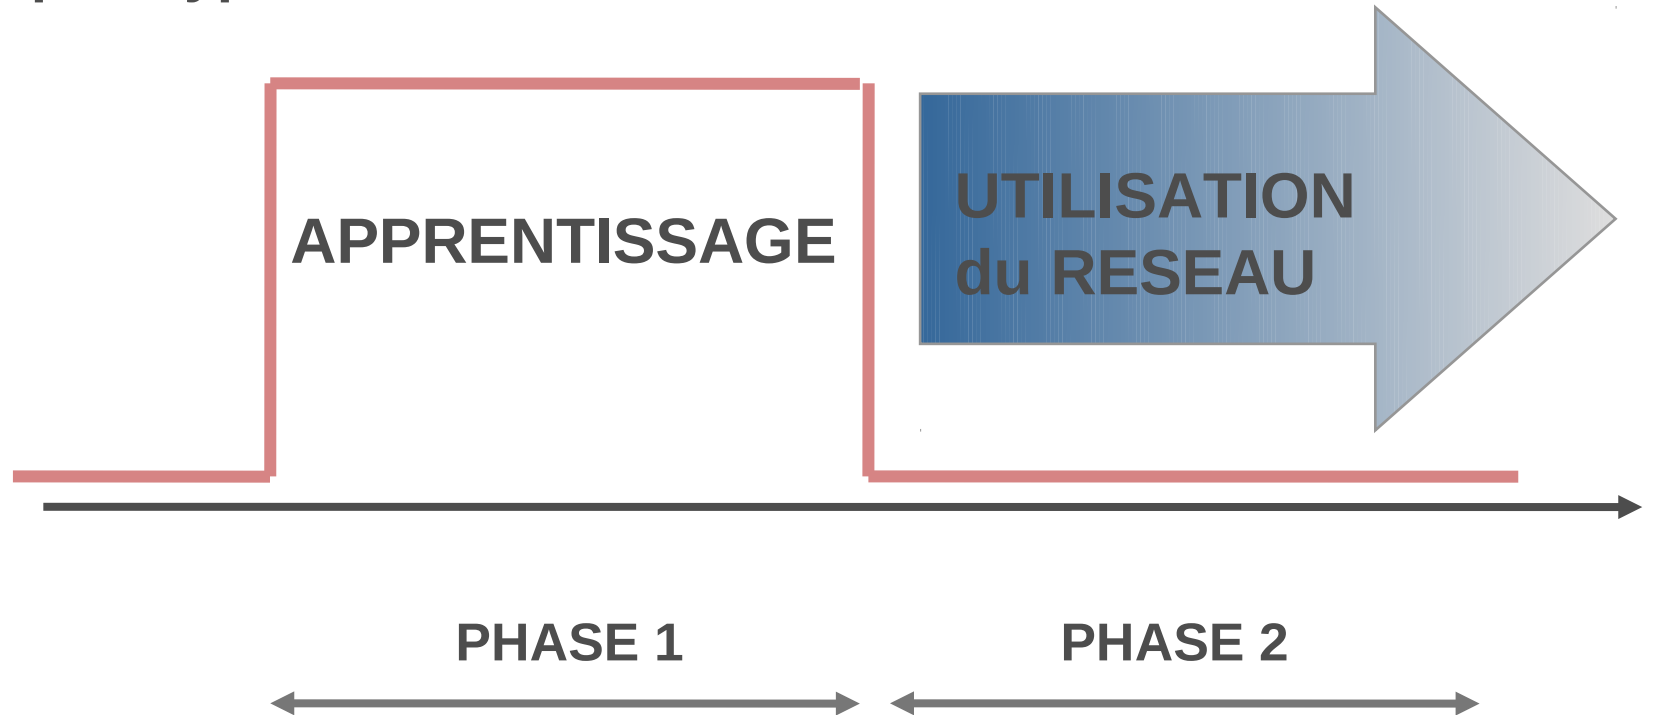 APPRENTISSAGE
UTILISATION
du RESEAU
PHASE 1
PHASE 2